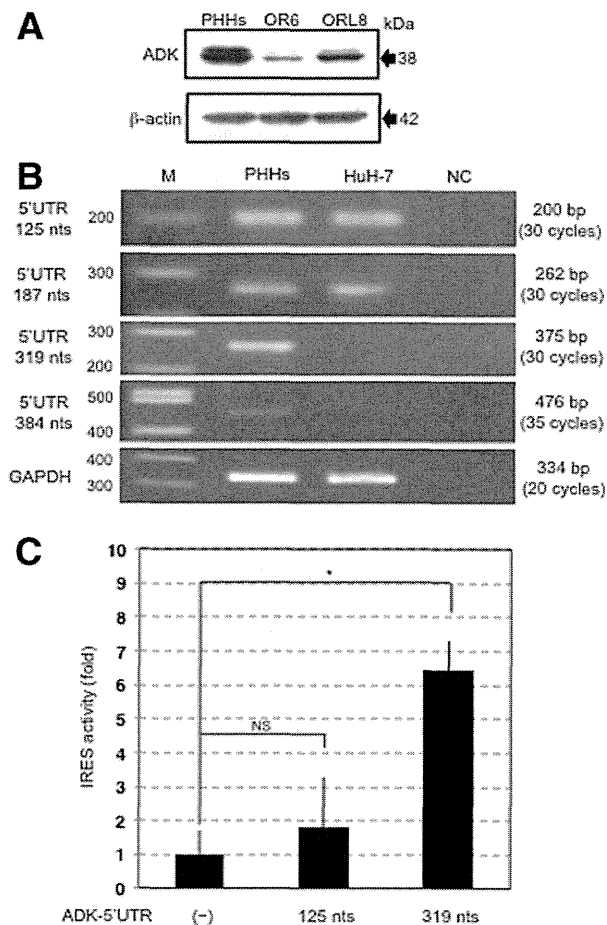 A
PHHs OR6 ORL8 kDa
ADK 38
β-actin 42
B
M PHHs HuH-7 NC
5'UTR 125 nts 200 200 bp (30 cycles)
5'UTR 187 nts 300 262 bp (30 cycles)
5'UTR 319 nts 300 200 375 bp (30 cycles)
5'UTR 384 nts 500 400 476 bp (35 cycles)
GAPDH 400 300 334 bp (20 cycles)
C
IRES activity (fold)
10
9
8
7
6
5
4
3
2
1
0
*
NS
ADK-5'UTR (−) 125 nts 319 nts